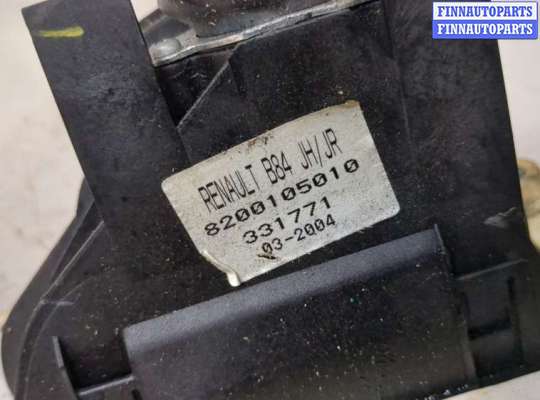 FINNAUTOPARTS
FINNAUTOPARTS
RENAULT B84 JH/JR
8200105010
331771
03-2004